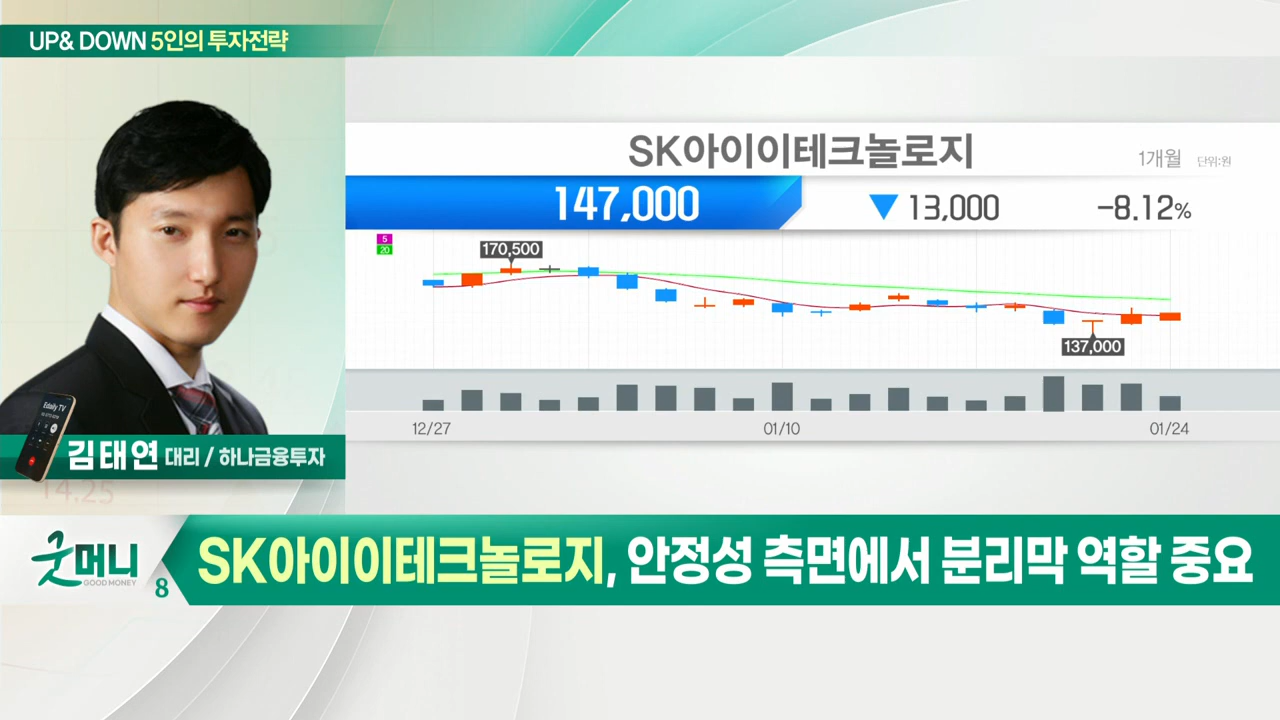 UP& DOWN 5인의 투자전략
SK아이이테크놀로지
1개월 단위:원
147,000 ▼ 13,000 -8.12%
5
20
170,500
137,000
12/27 01/10 01/24
Edaily TV
김태연 대리 / 하나금융투자
14.25
굿머니
GOOD MONEY
8
SK아이이테크놀로지, 안정성 측면에서 분리막 역할 중요